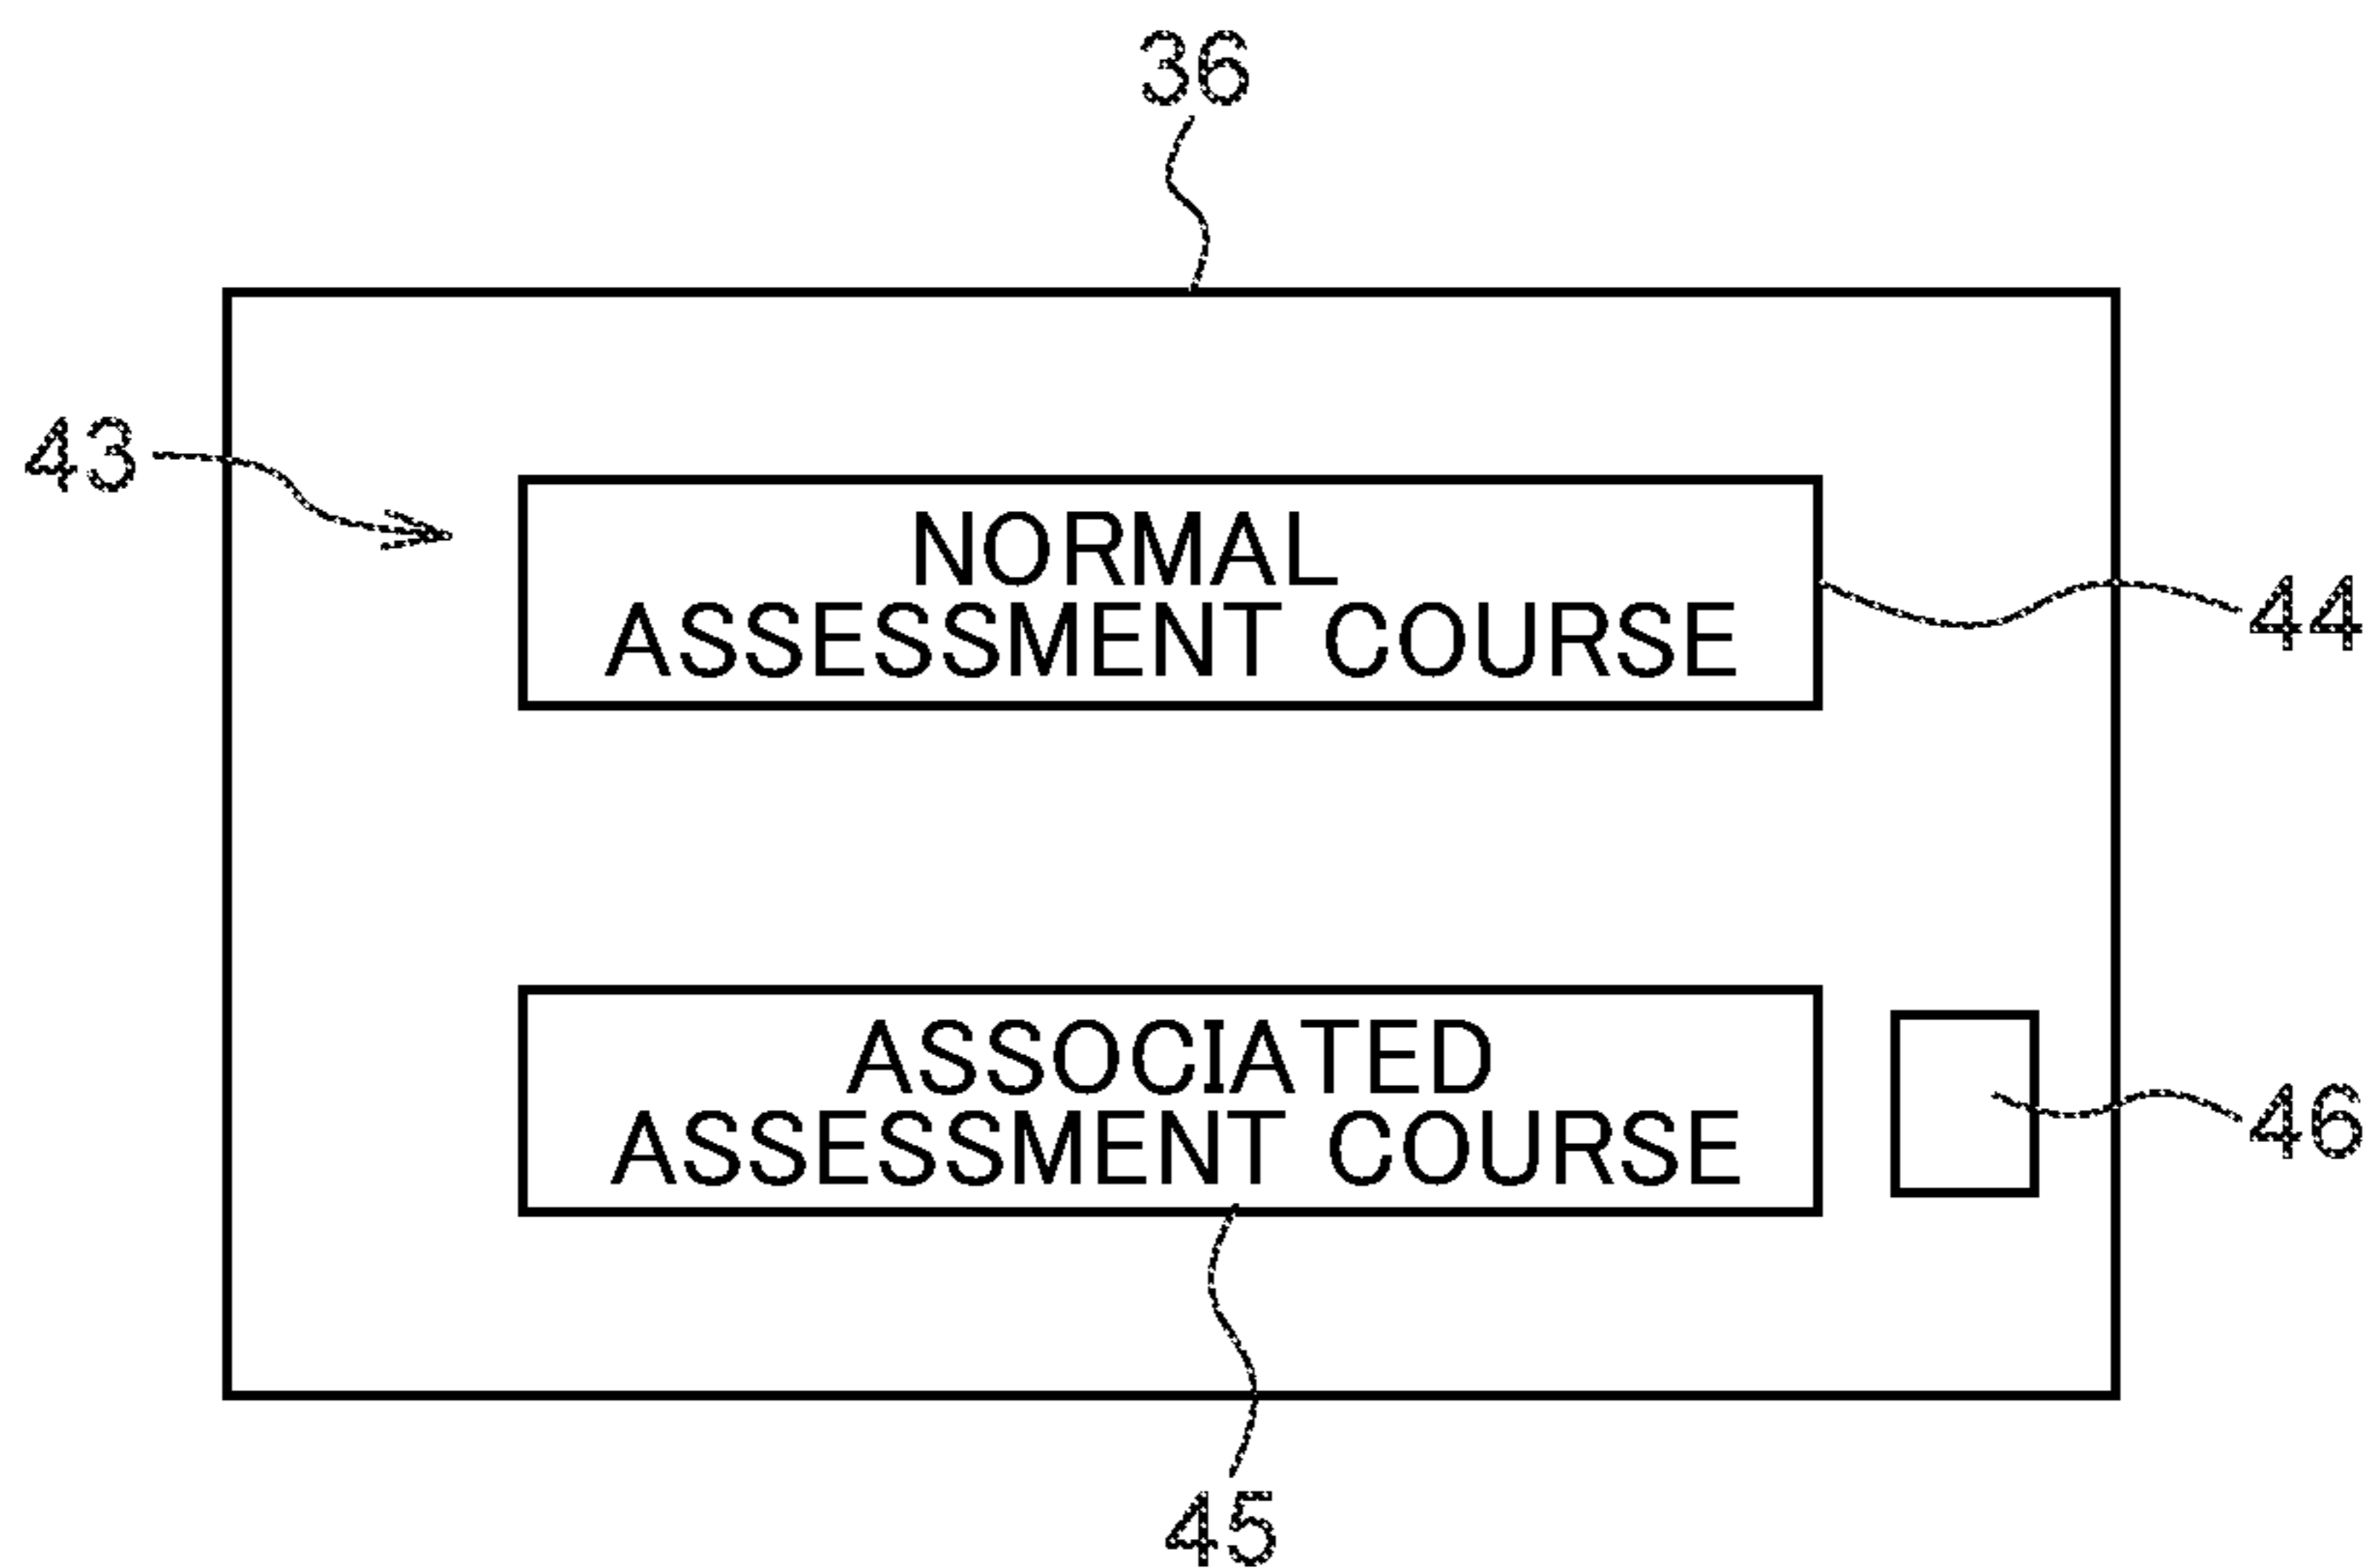 36
43
NORMAL
ASSESSMENT COURSE
44
ASSOCIATED
ASSESSMENT COURSE
46
45